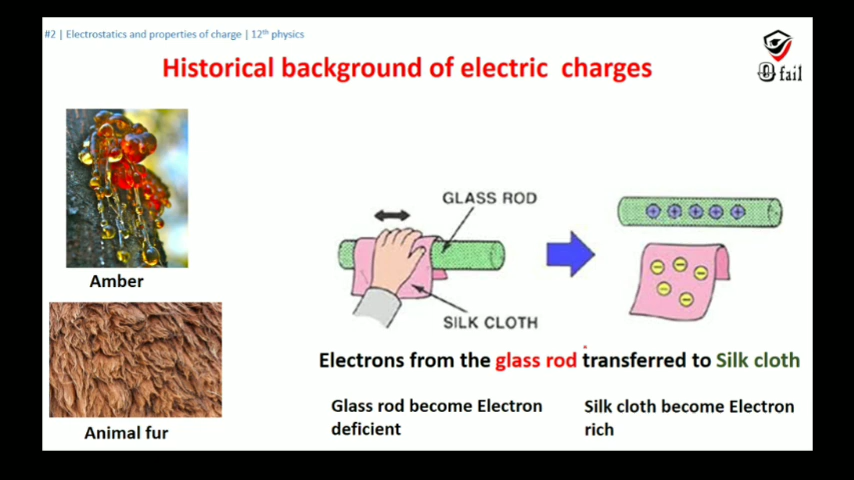 #2 | Electrostatics and properties of charge | 12th physics
Historical background of electric charges
fail
Amber
Animal fur
GLASS ROD
SILK CLOTH
Electrons from the glass rod transferred to Silk cloth
Glass rod become Electron
deficient
Silk cloth become Electron
rich